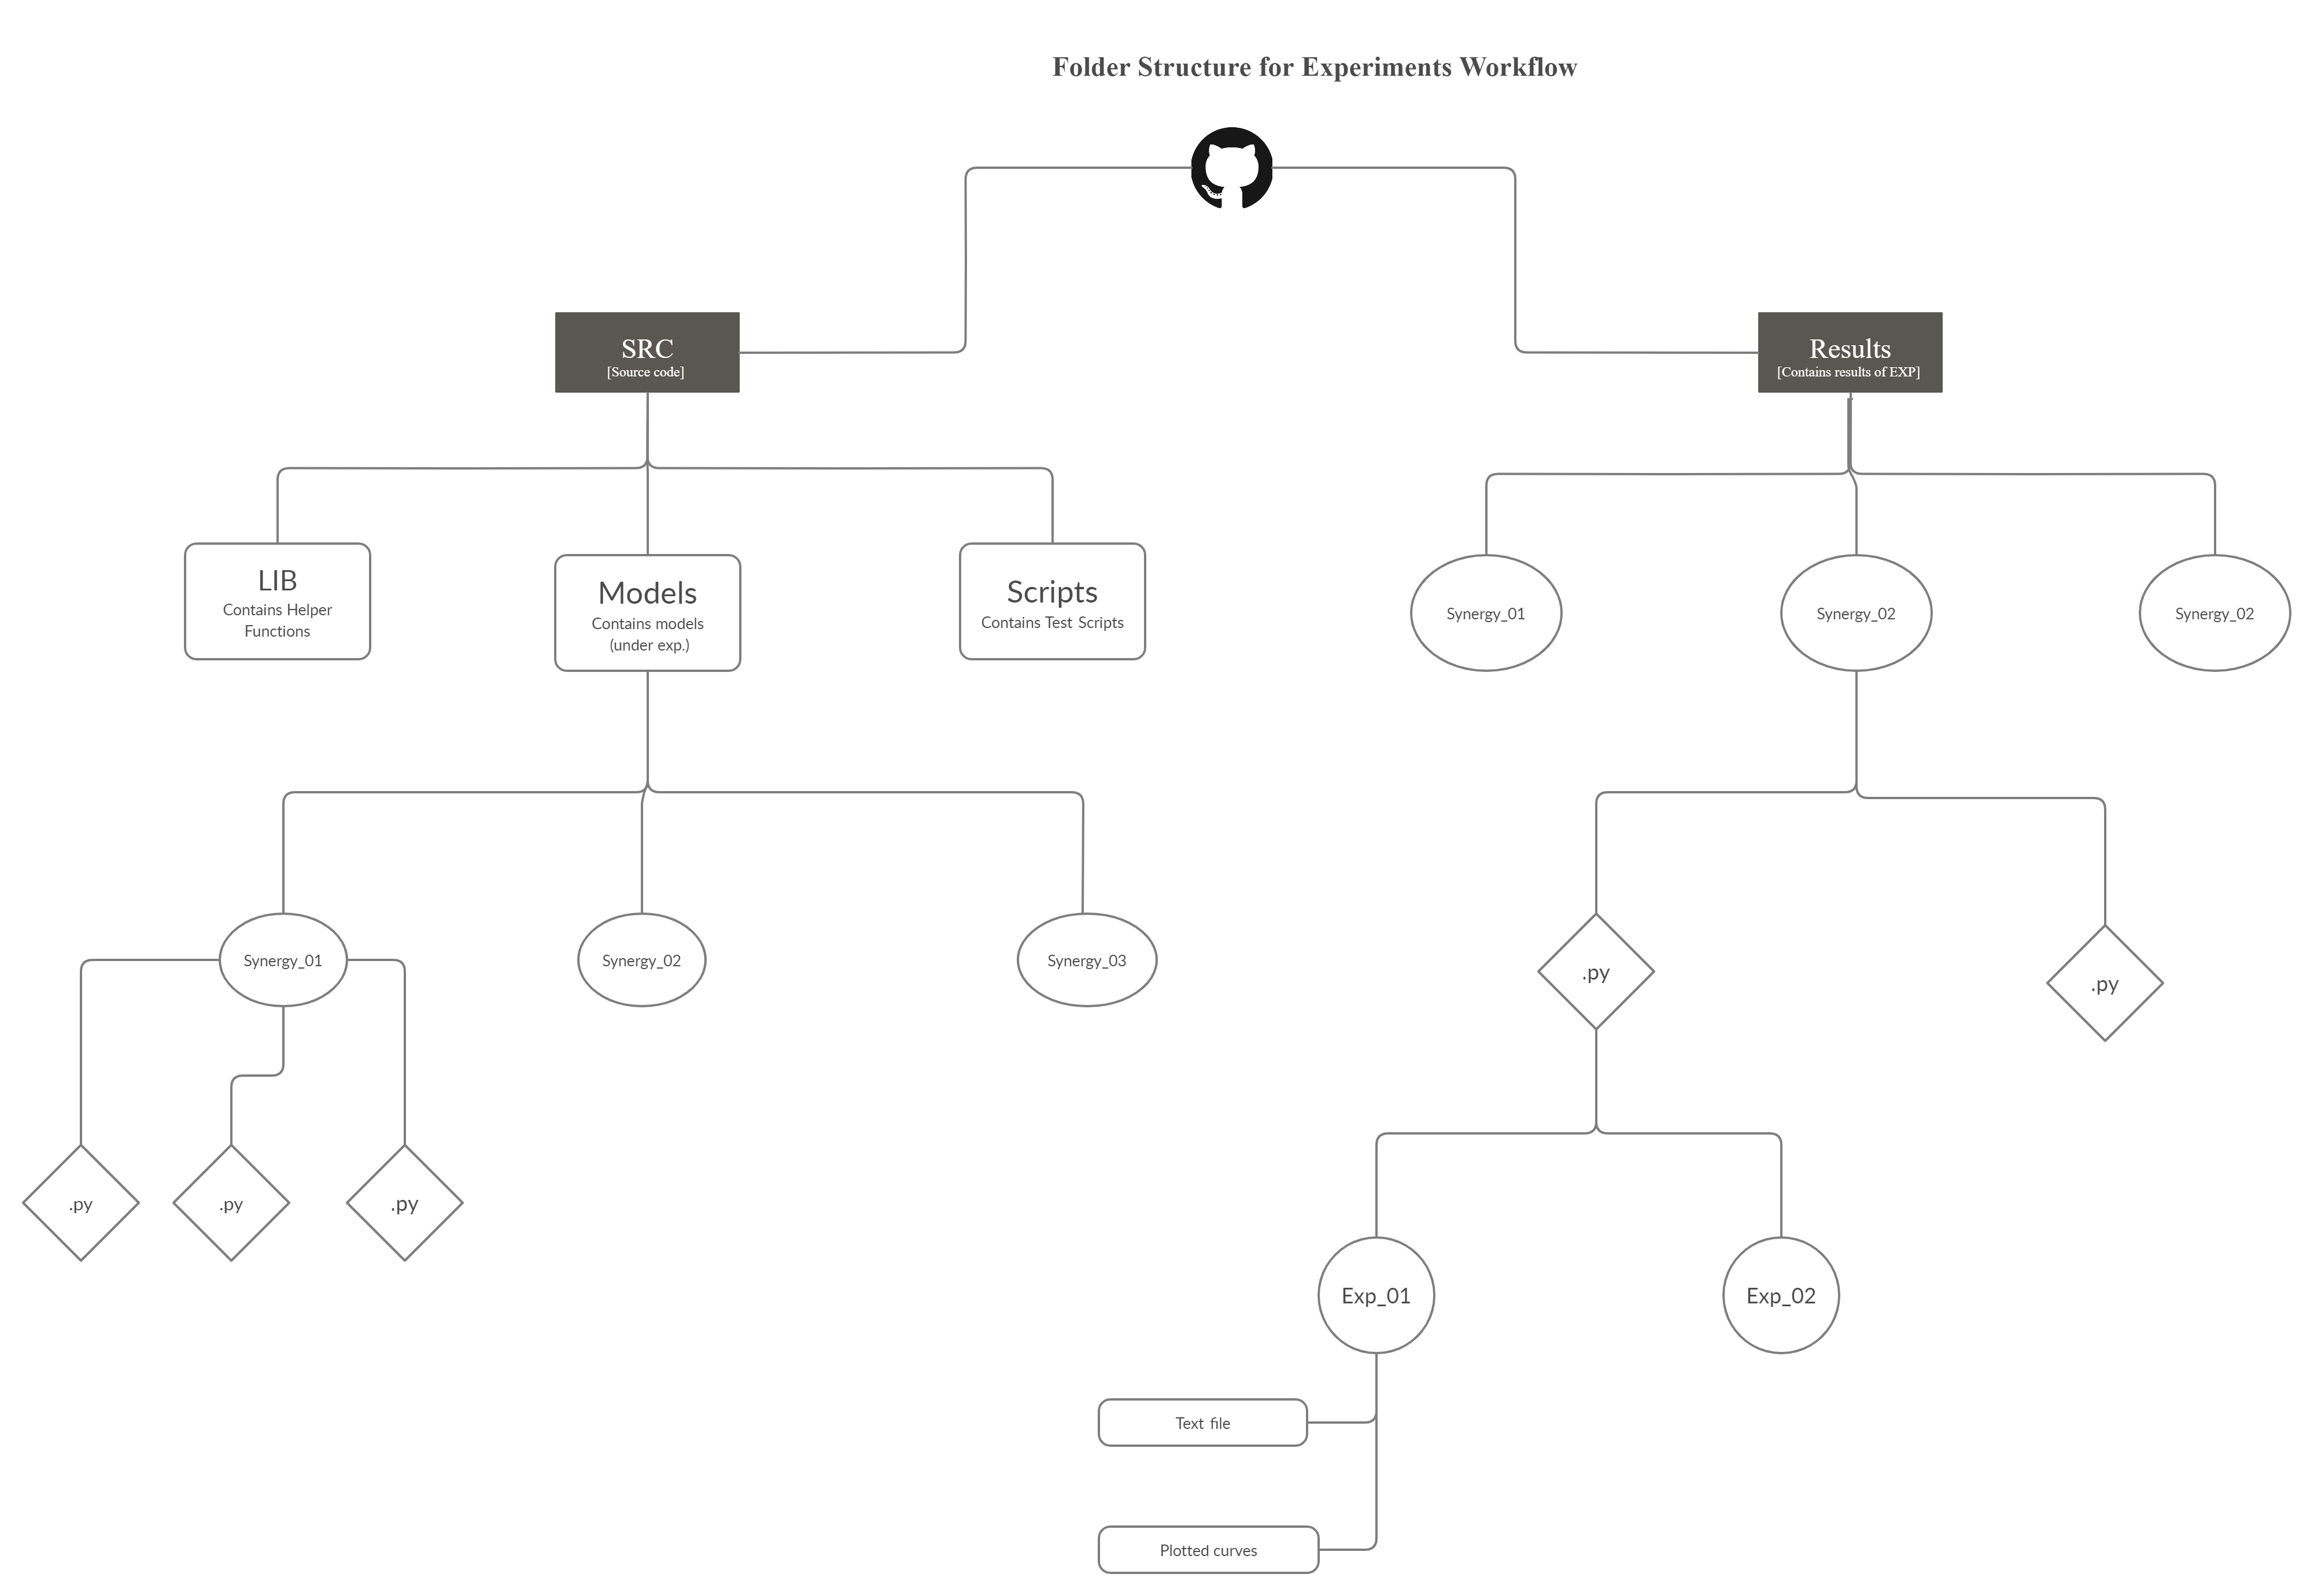 Folder Structure for Experiments Workflow
SRC
[Source code]
Results
[Contains results of EXP]
LIB
Contains Helper
Functions
Models
Contains models
(under exp.)
Scripts
Contains Test Scripts
Synergy_01
Synergy_02
Synergy_02
Synergy_01
Synergy_02
Synergy_03
.py
.py
.py
.py
.py
Exp_01
Exp_02
Text file
Plotted curves